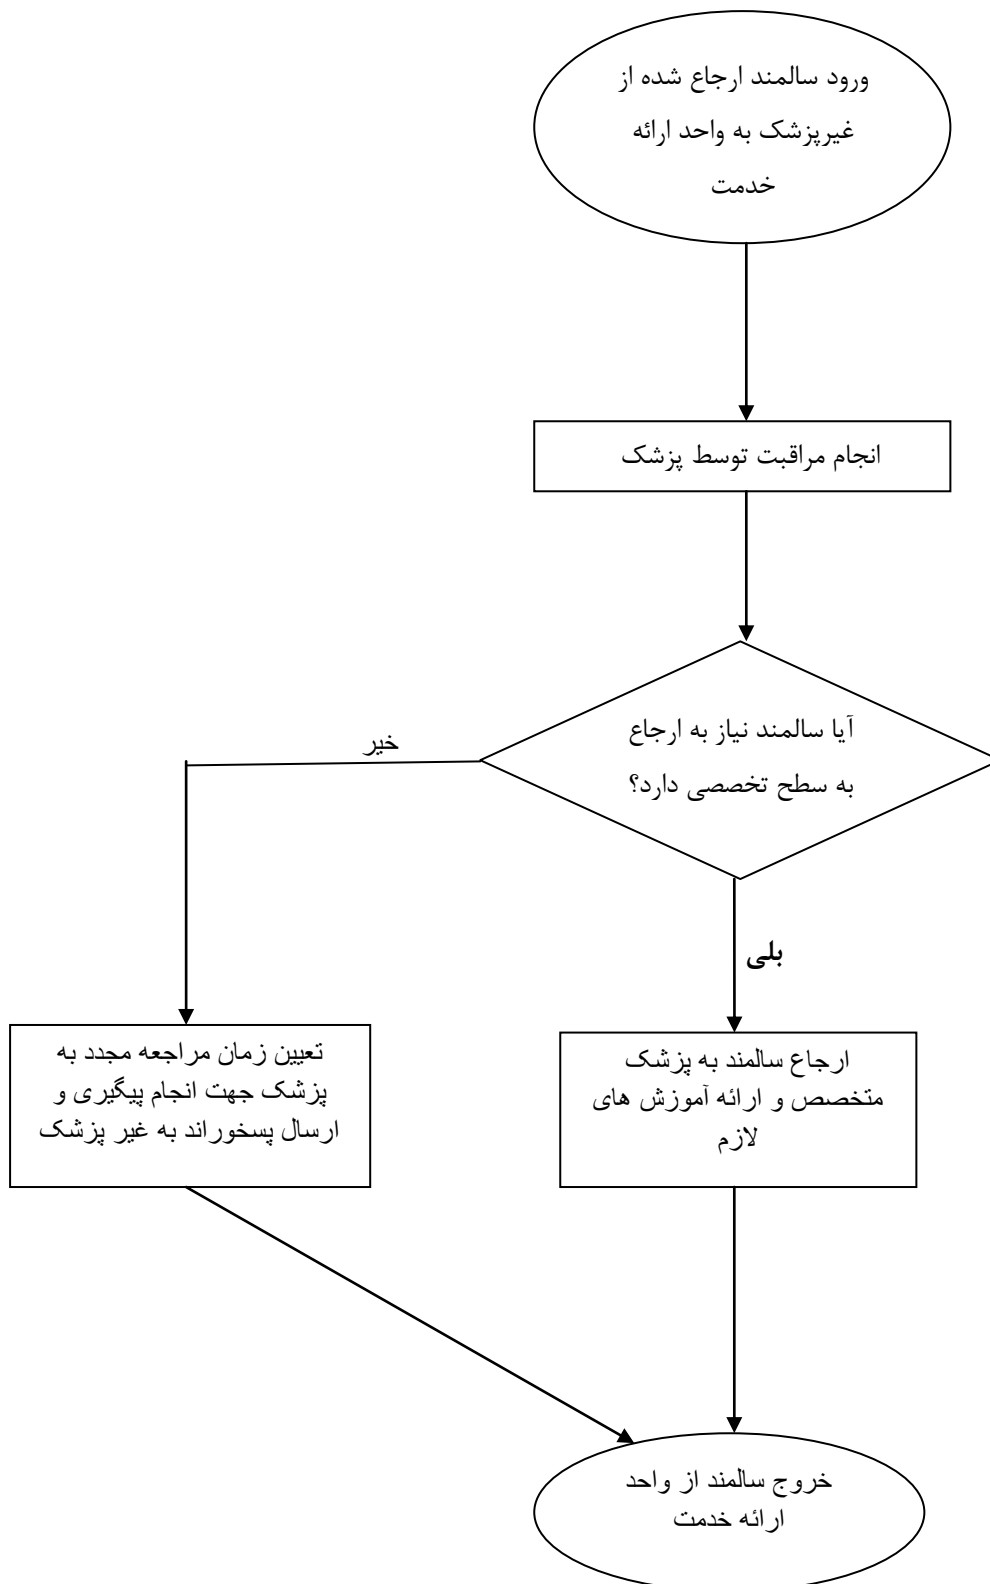 ورود سالمند ارجاع شده از
غیرپزشک به واحد ارائه
خدمت
انجام مراقبت توسط پزشک
آیا سالمند نیاز به ارجاع
به سطح تخصصی دارد؟
خیر
بلی
ارجاع سالمند به پزشک
متخصص و ارائه آموزش های
لازم
تعیین زمان مراجعه مجدد به
پزشک جهت انجام پیگیری و
ارسال پسخوراند به غیر پزشک
خروج سالمند از واحد
ارائه خدمت